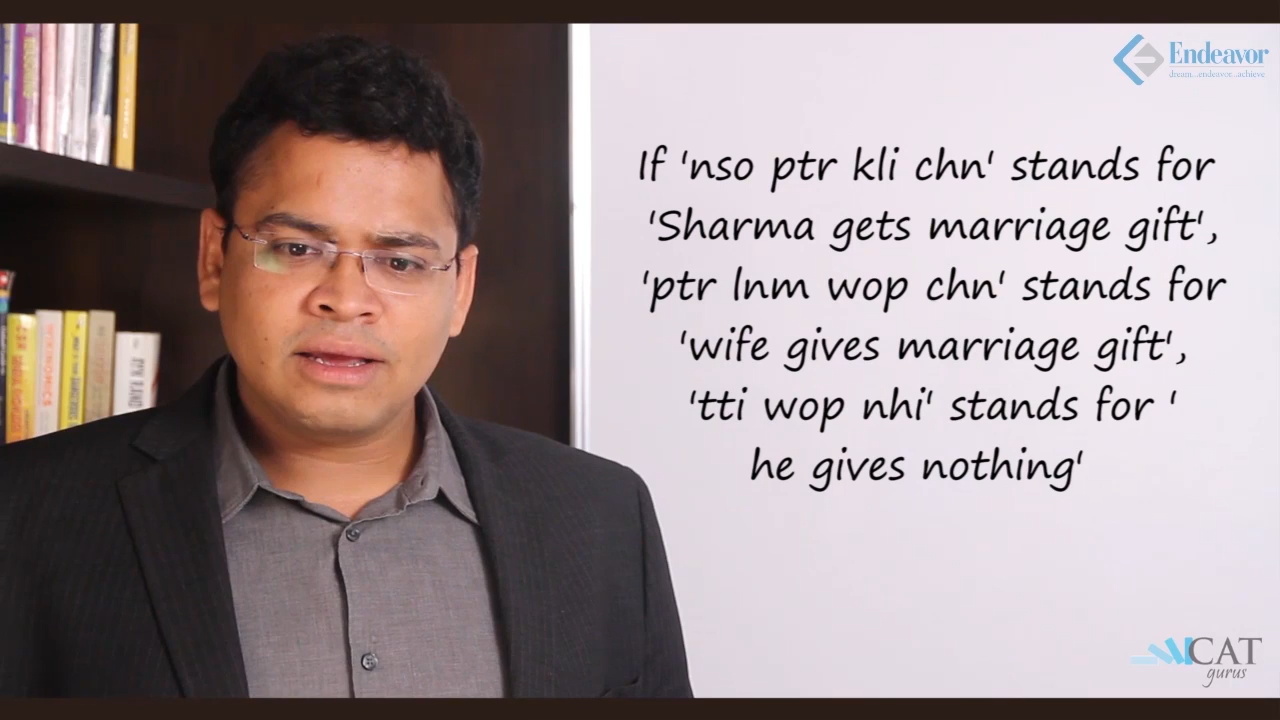 Endeavor
dream...endeavor...achieve
If 'nso ptr kli chn' stands for
'Sharma gets marriage gift',
'ptr lnm wop chn' stands for
'wife gives marriage gift',
'tti wop nhi' stands for '
he gives nothing'
CAT
gurus